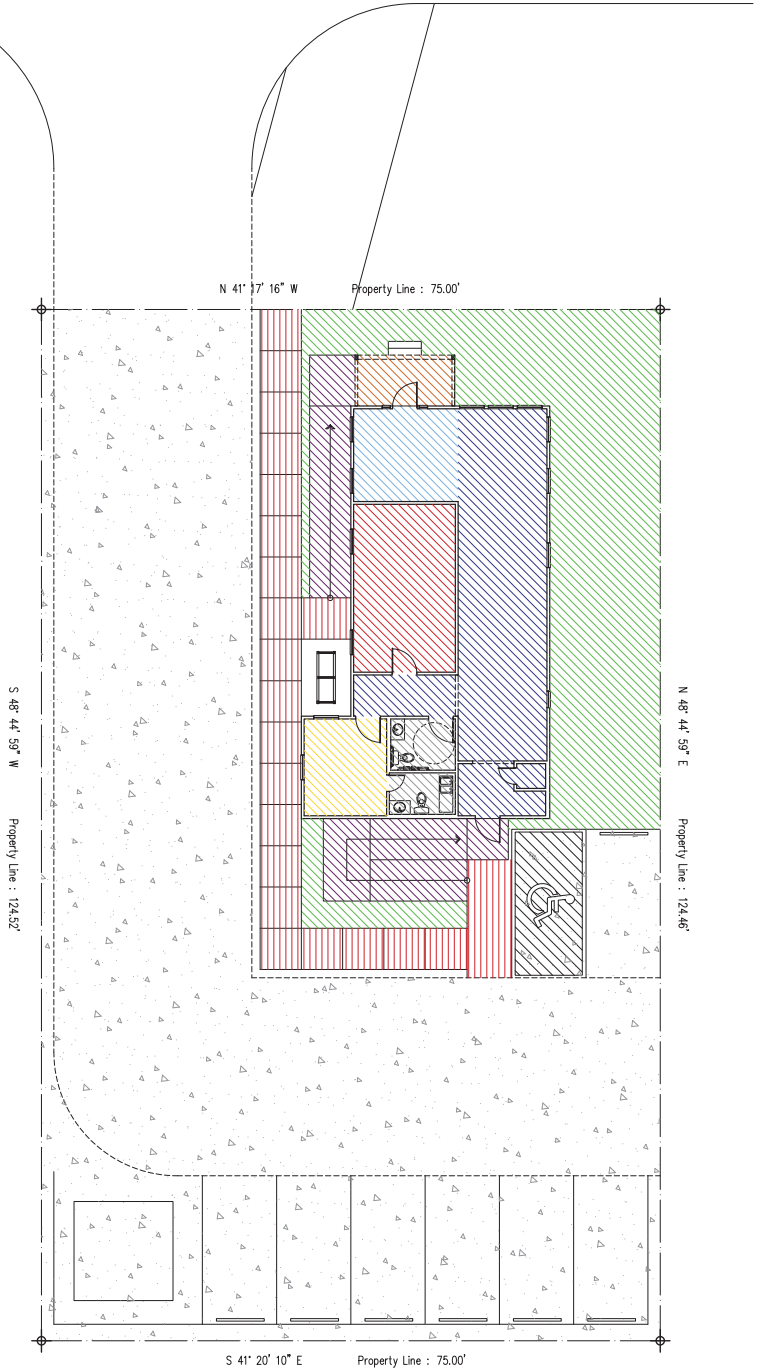 N 41° 17' 16" W Property Line : 75.00'
S 48° 44' 59" W Property Line : 124.52'
N 48° 44' 59" E Property Line : 124.46'
S 41° 20' 10" E Property Line : 75.00'